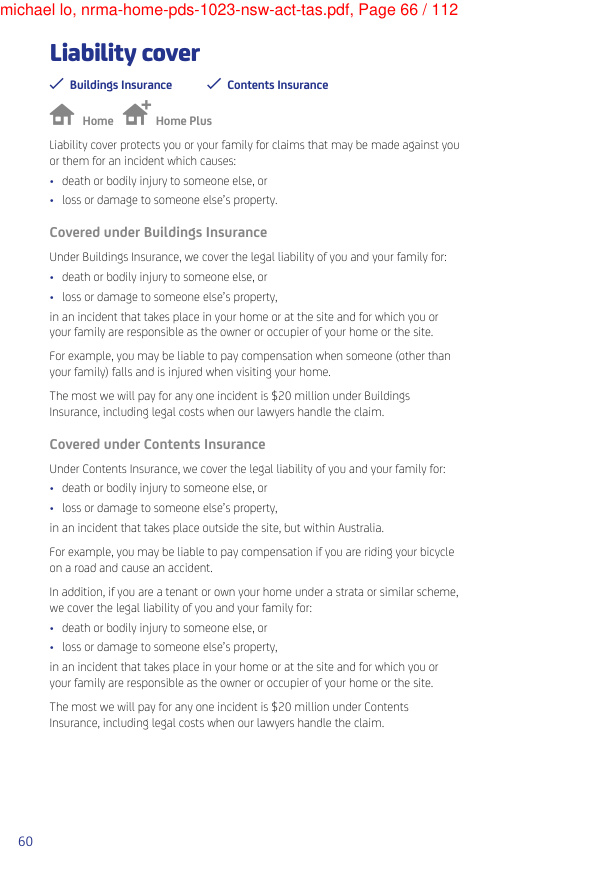 michael lo, nrma-home-pds-1023-nsw-act-tas.pdf, Page 66 / 112
Liability cover
Buildings Insurance Contents Insurance
Home Home Plus
Liability cover protects you or your family for claims that may be made against you
or them for an incident which causes:
• death or bodily injury to someone else, or
• loss or damage to someone else's property.
Covered under Buildings Insurance
Under Buildings Insurance, we cover the legal liability of you and your family for:
• death or bodily injury to someone else, or
• loss or damage to someone else's property,
in an incident that takes place in your home or at the site and for which you or
your family are responsible as the owner or occupier of your home or the site.
For example, you may be liable to pay compensation when someone (other than
your family) falls and is injured when visiting your home.
The most we will pay for any one incident is $20 million under Buildings
Insurance, including legal costs when our lawyers handle the claim.
Covered under Contents Insurance
Under Contents Insurance, we cover the legal liability of you and your family for:
• death or bodily injury to someone else, or
• loss or damage to someone else's property,
in an incident that takes place outside the site, but within Australia.
For example, you may be liable to pay compensation if you are riding your bicycle
on a road and cause an accident.
In addition, if you are a tenant or own your home under a strata or similar scheme,
we cover the legal liability of you and your family for:
• death or bodily injury to someone else, or
• loss or damage to someone else's property,
in an incident that takes place in your home or at the site and for which you or
your family are responsible as the owner or occupier of your home or the site.
The most we will pay for any one incident is $20 million under Contents
Insurance, including legal costs when our lawyers handle the claim.
60